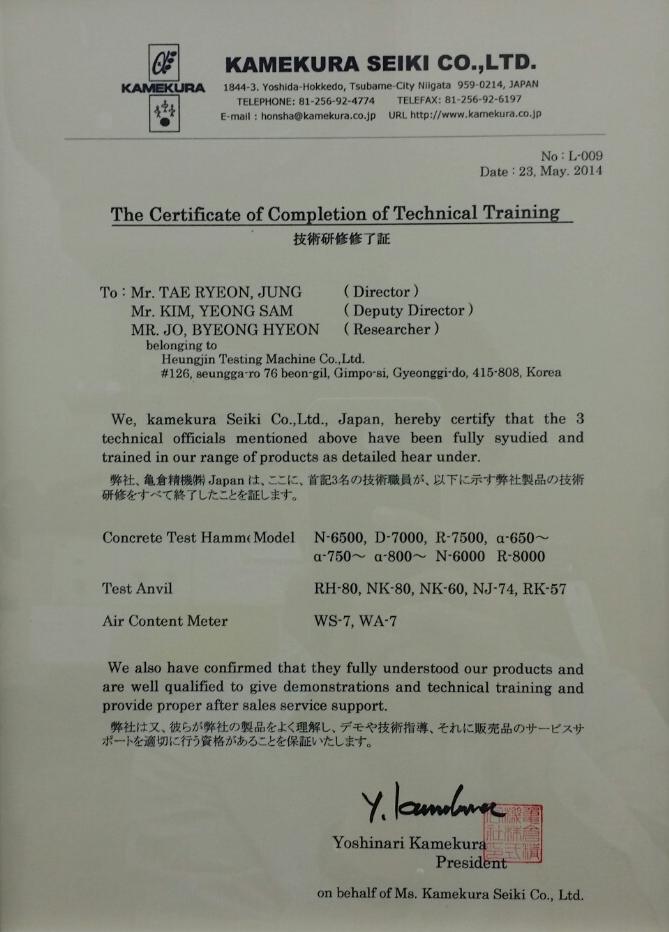 KAMEKURA
KAMEKURA SEIKI CO.,LTD.
1844-3. Yoshida-Hokkedo, Tsubame-City Niigata 959-0214, JAPAN
TELEPHONE: 81-256-92-4774 TELEFAX: 81-256-92-6197
E-mail : honsha@kamekura.co.jp URL http://www.kamekura.co.jp
No : L-009
Date : 23, May. 2014
The Certificate of Completion of Technical Training
技術研修修了証
To : Mr. TAE RYEON, JUNG ( Director )
Mr. KIM, YEONG SAM ( Deputy Director )
MR. JO, BYEONG HYEON ( Researcher )
belonging to
Heungjin Testing Machine Co.,Ltd.
#126, seungga-ro 76 beon-gil, Gimpo-si, Gyeonggi-do, 415-808, Korea
We, kamekura Seiki Co.,Ltd., Japan, hereby certify that the 3
technical officials mentioned above have been fully syudied and
trained in our range of products as detailed hear under.
弊社、亀倉精機㈱ Japan は、ここに、首記3名の技術職員が、以下に示す弊社製品の技術
研修をすべて終了したことを証します。
Concrete Test Hamme Model N-6500, D-7000, R-7500, α-650～
α-750～ α-800～ N-6000 R-8000
Test Anvil RH-80, NK-80, NK-60, NJ-74, RK-57
Air Content Meter WS-7, WA-7
We also have confirmed that they fully understood our products and
are well qualified to give demonstrations and technical training and
provide proper after sales service support.
弊社は又、彼らが弊社の製品をよく理解し、デモや技術指導、それに販売品のサービスサ
ポートを適切に行う資格があることを保証いたします。
Y. Kamekura
Yoshinari Kamekura
President
on behalf of Ms. Kamekura Seiki Co., Ltd.